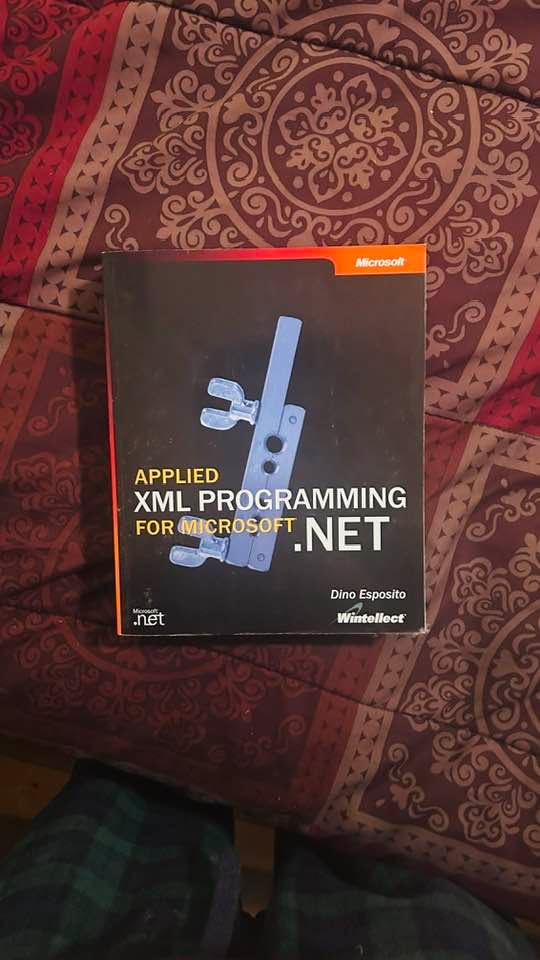 Microsoft
APPLIED
XML PROGRAMMING
FOR MICROSOFT .NET
Dino Esposito
Microsoft
.net
Wintellect